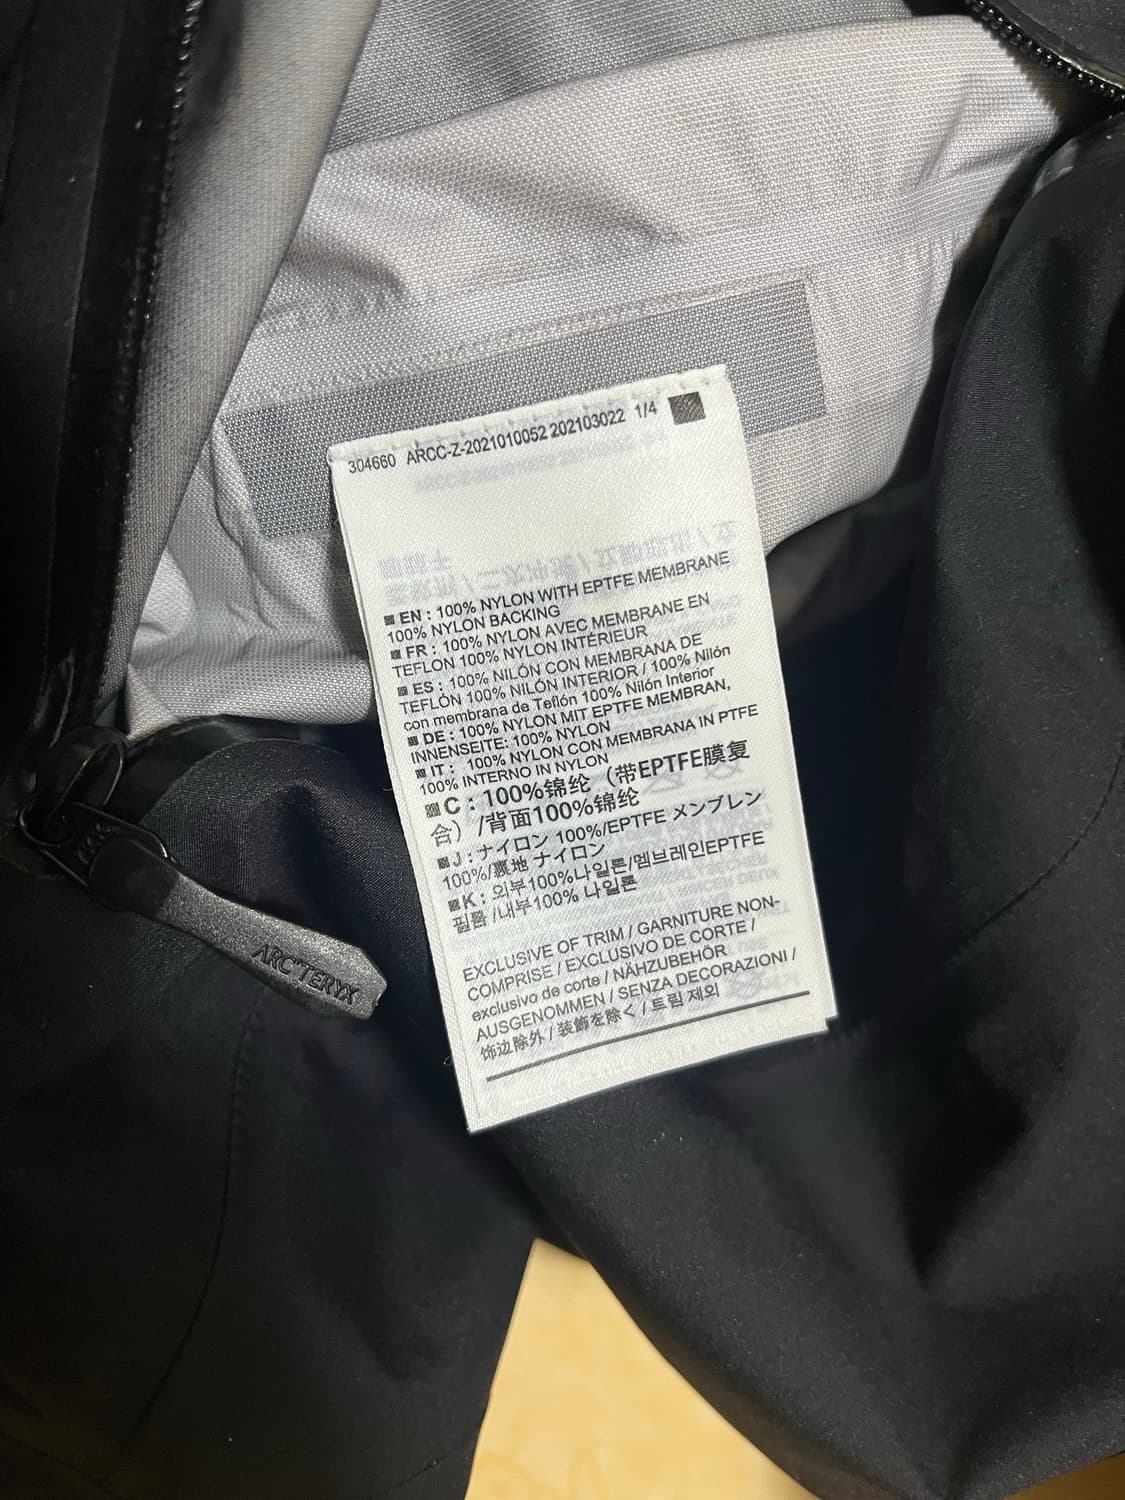 304660 ARCC-Z-2021010052 202103022 1/4
EN : 100% NYLON WITH EPTFE MEMBRANE
100% NYLON BACKING
FR : 100% NYLON AVEC MEMBRANE EN
TEFLON 100% NYLON INTÉRIEUR
ES : 100% NILÓN CON MEMBRANA DE
TEFLÓN 100% NILÓN INTERIOR / 100% Nilón
con membrana de Teflón 100% Nilón Interior
DE : 100% NYLON MIT EPTFE MEMBRAN,
INNENSEITE: 100% NYLON
IT : 100% NYLON CON MEMBRANA IN PTFE
100% INTERNO IN NYLON
C : 100%锦纶（带EPTFE膜复
合）/背面100%锦纶
J : ナイロン 100%/EPTFE メンブレン
100%/裏地 ナイロン
K : 외부100%나일론/멤브레인EPTFE
필름 /내부100% 나일론
EXCLUSIVE OF TRIM / GARNITURE NON-
COMPRISE / EXCLUSIVO DE CORTE /
exclusivo de corte / NÄHZUBEHÖR
AUSGENOMMEN / SENZA DECORAZIONI /
饰边除外 / 装飾を除く / 트림 제외
ARC'TERYX